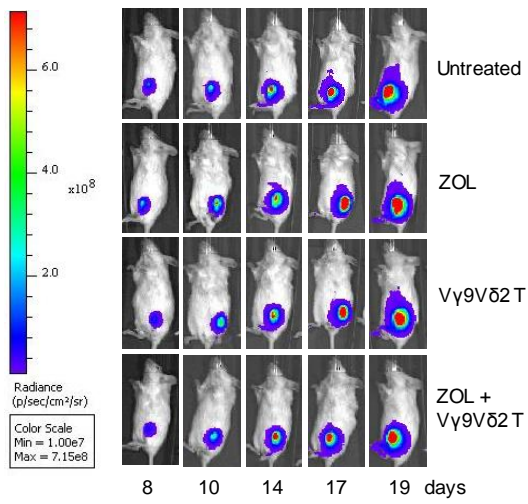 6.0
4.0
x10⁸
2.0
Radiance
(p/sec/cm²/sr)
Color Scale
Min = 1.00e7
Max = 7.15e8
Untreated
ZOL
Vγ9Vδ2 T
ZOL +
Vγ9Vδ2 T
8 10 14 17 19 days